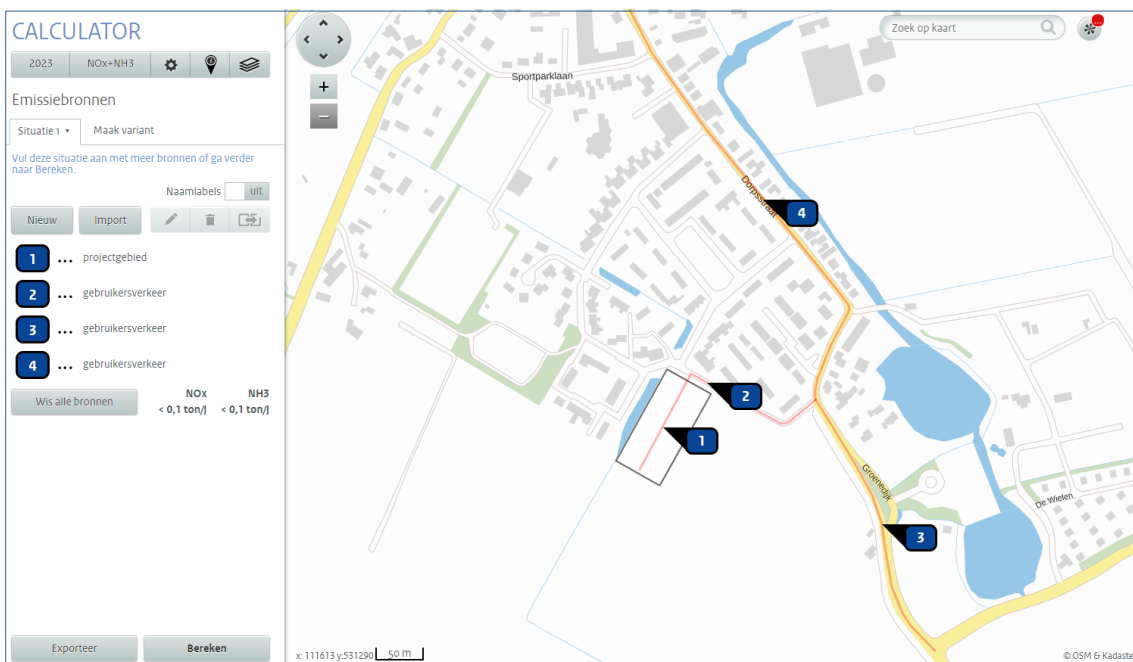 CALCULATOR
2023 NOx+NH3
Emissiebronnen
Situatie 1 Maak variant
Vul deze situatie aan met meer bronnen of ga verder
naar Bereken.
Naamlabels uit
Nieuw Import
1 ... projectgebied
2 ... gebruikersverkeer
3 ... gebruikersverkeer
4 ... gebruikersverkeer
Wis alle bronnen
NOx NH3
< 0,1 ton/j < 0,1 ton/j
Exporteer Bereken
Zoek op kaart
Sportparklaan
Dorpsstraat
4
2
1
Groenedijk
De Wielen
3
x: 111613 y:531290 50 m
© OSM & Kadaste